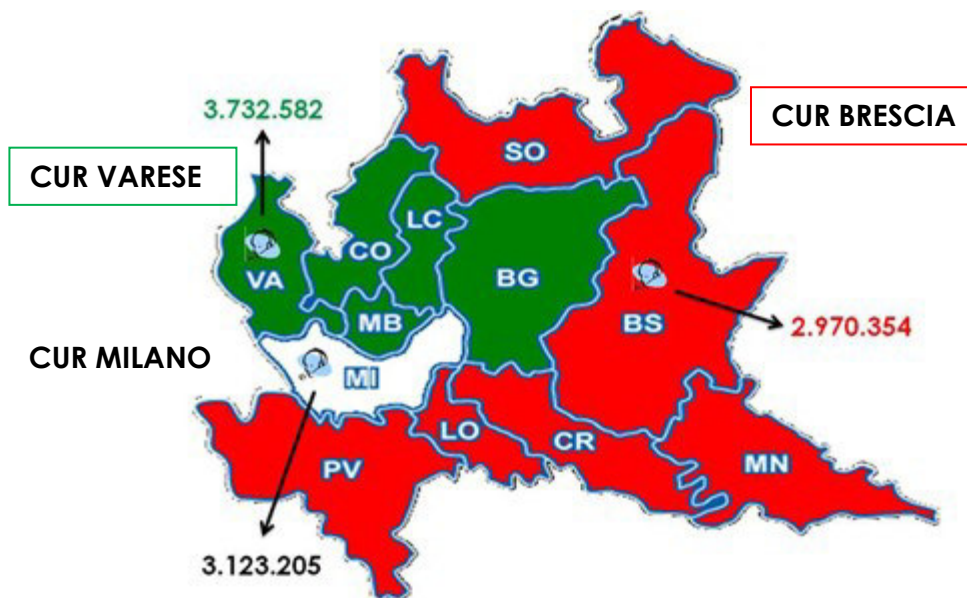 3.732.582
CUR BRESCIA
SO
CUR VARESE
LC
CO
VA
BG
MB
BS
2.970.354
CUR MILANO
MI
LO
CR
PV
MN
3.123.205